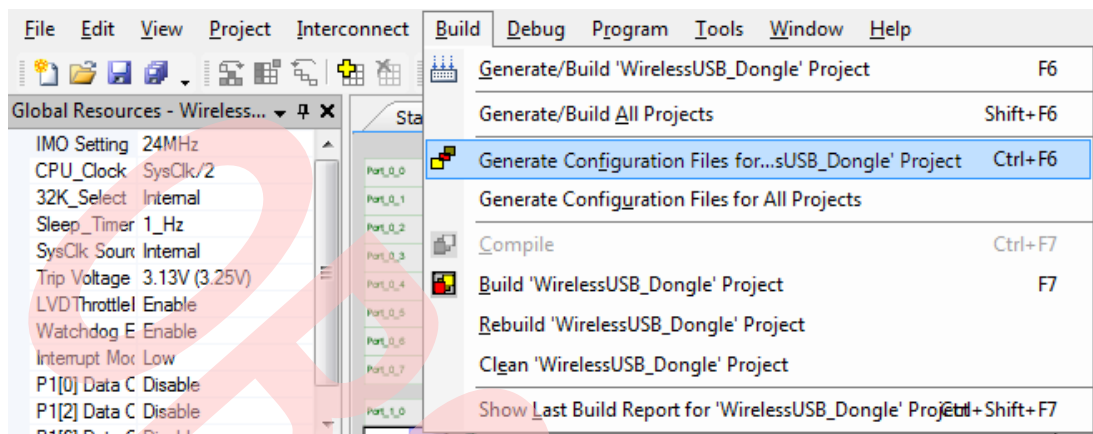 File Edit View Project Interconnect Build Debug Program Tools Window Help
Global Resources - Wireless...
IMO Setting 24MHz
CPU_Clock SysClk/2
32K_Select Internal
Sleep_Timer 1_Hz
SysClk Sourc Internal
Trip Voltage 3.13V (3.25V)
LVDThrottleI Enable
Watchdog E Enable
Interrupt Moc Low
P1[0] Data C Disable
P1[2] Data C Disable
Sta
Port_0_0
Port_0_1
Port_0_2
Port_0_3
Port_0_4
Port_0_5
Port_0_6
Port_0_7
Port_1_0
Generate/Build 'WirelessUSB_Dongle' Project F6
Generate/Build All Projects Shift+F6
Generate Configuration Files for...sUSB_Dongle' Project Ctrl+F6
Generate Configuration Files for All Projects
Compile Ctrl+F7
Build 'WirelessUSB_Dongle' Project F7
Rebuild 'WirelessUSB_Dongle' Project
Clean 'WirelessUSB_Dongle' Project
Show Last Build Report for 'WirelessUSB_Dongle' Project Ctrl+Shift+F7